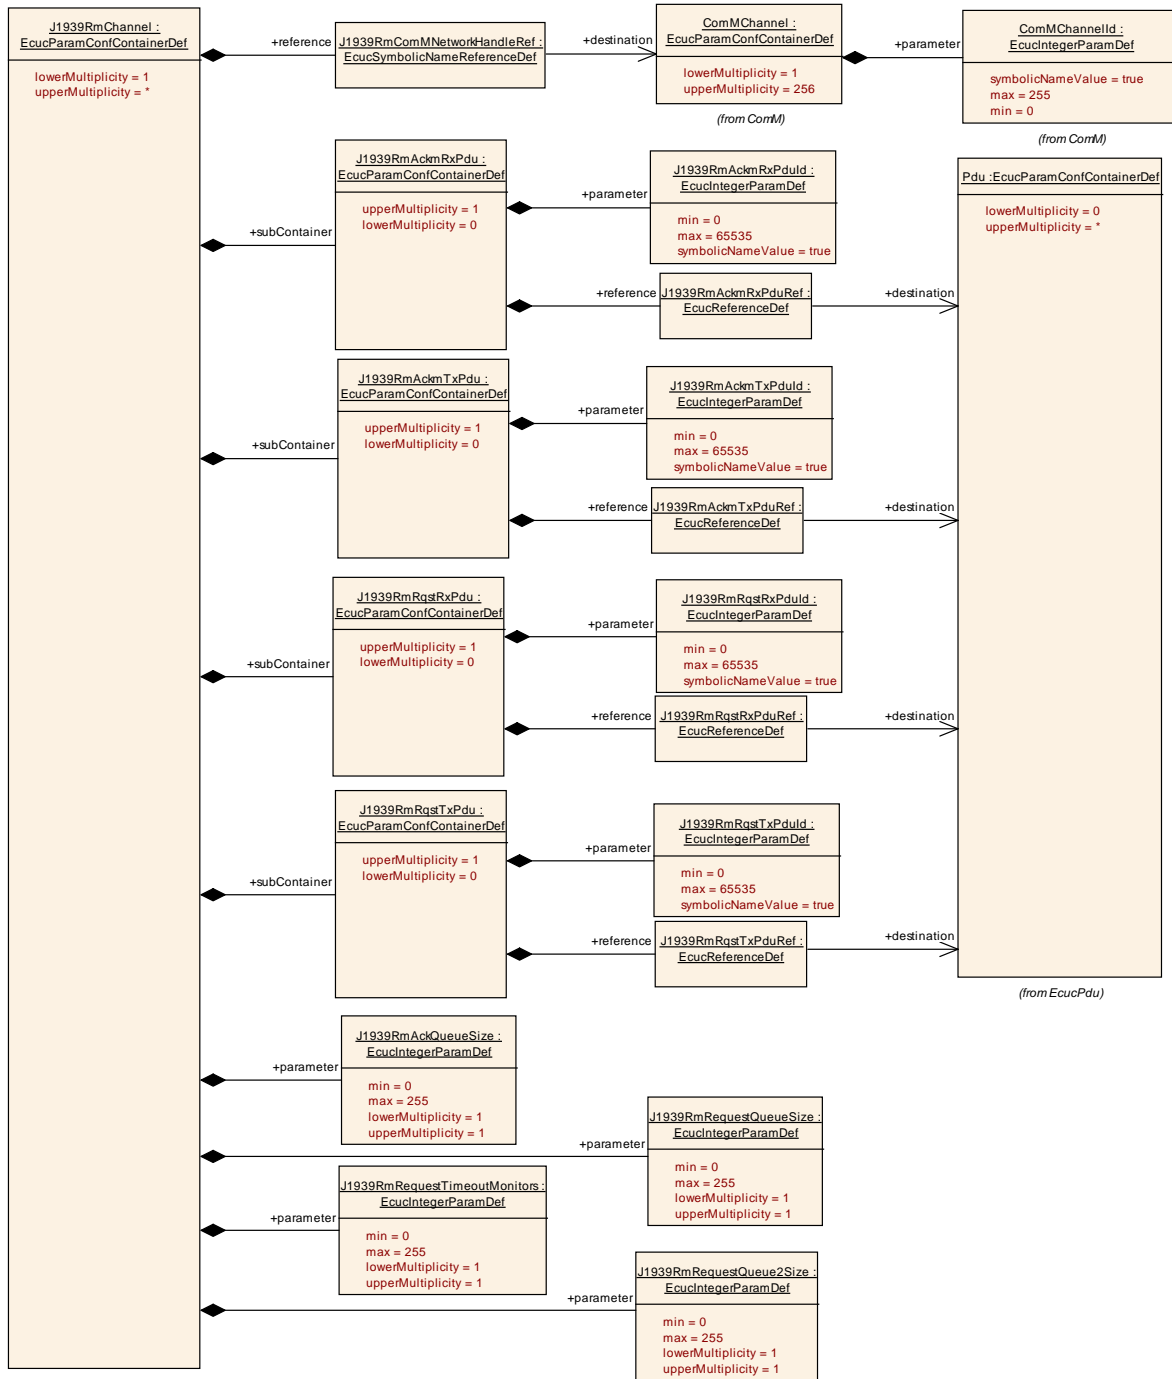 J1939RmChannel :
EcucParamConfContainerDef
lowerMultiplicity = 1
upperMultiplicity = *
+reference
J1939RmComMNetworkHandleRef :
EcucSymbolicNameReferenceDef
+destination
ComMChannel :
EcucParamConfContainerDef
lowerMultiplicity = 1
upperMultiplicity = 256
(from ComM)
+parameter
ComMChannelId :
EcucIntegerParamDef
symbolicNameValue = true
max = 255
min = 0
(from ComM)
+subContainer
J1939RmAckmRxPdu :
EcucParamConfContainerDef
upperMultiplicity = 1
lowerMultiplicity = 0
+parameter
J1939RmAckmRxPduId :
EcucIntegerParamDef
min = 0
max = 65535
symbolicNameValue = true
+reference
J1939RmAckmRxPduRef :
EcucReferenceDef
+destination
Pdu :EcucParamConfContainerDef
lowerMultiplicity = 0
upperMultiplicity = *
+subContainer
J1939RmAckmTxPdu :
EcucParamConfContainerDef
upperMultiplicity = 1
lowerMultiplicity = 0
+parameter
J1939RmAckmTxPduId :
EcucIntegerParamDef
min = 0
max = 65535
symbolicNameValue = true
+reference
J1939RmAckmTxPduRef :
EcucReferenceDef
+destination
+subContainer
J1939RmRqstRxPdu :
EcucParamConfContainerDef
upperMultiplicity = 1
lowerMultiplicity = 0
+parameter
J1939RmRqstRxPduId :
EcucIntegerParamDef
min = 0
max = 65535
symbolicNameValue = true
+reference
J1939RmRqstRxPduRef :
EcucReferenceDef
+destination
+subContainer
J1939RmRqstTxPdu :
EcucParamConfContainerDef
upperMultiplicity = 1
lowerMultiplicity = 0
+parameter
J1939RmRqstTxPduId :
EcucIntegerParamDef
min = 0
max = 65535
symbolicNameValue = true
+reference
J1939RmRqstTxPduRef :
EcucReferenceDef
+destination
(from EcucPdu)
+parameter
J1939RmAckQueueSize :
EcucIntegerParamDef
min = 0
max = 255
lowerMultiplicity = 1
upperMultiplicity = 1
+parameter
J1939RmRequestQueueSize :
EcucIntegerParamDef
min = 0
max = 255
lowerMultiplicity = 1
upperMultiplicity = 1
+parameter
J1939RmRequestTimeoutMonitors :
EcucIntegerParamDef
min = 0
max = 255
lowerMultiplicity = 1
upperMultiplicity = 1
+parameter
J1939RmRequestQueue2Size :
EcucIntegerParamDef
min = 0
max = 255
lowerMultiplicity = 1
upperMultiplicity = 1